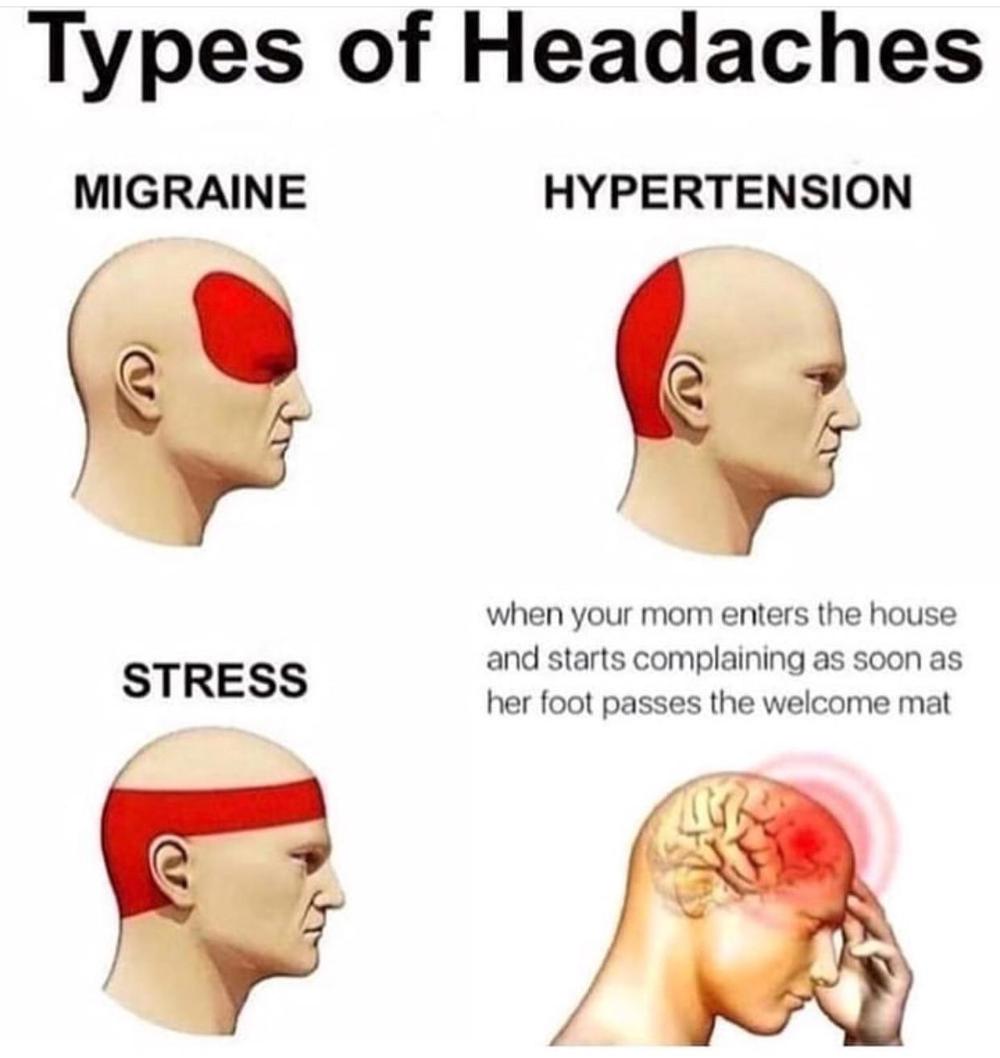 Types of Headaches
MIGRAINE
HYPERTENSION
STRESS
when your mom enters the house
and starts complaining as soon as
her foot passes the welcome mat